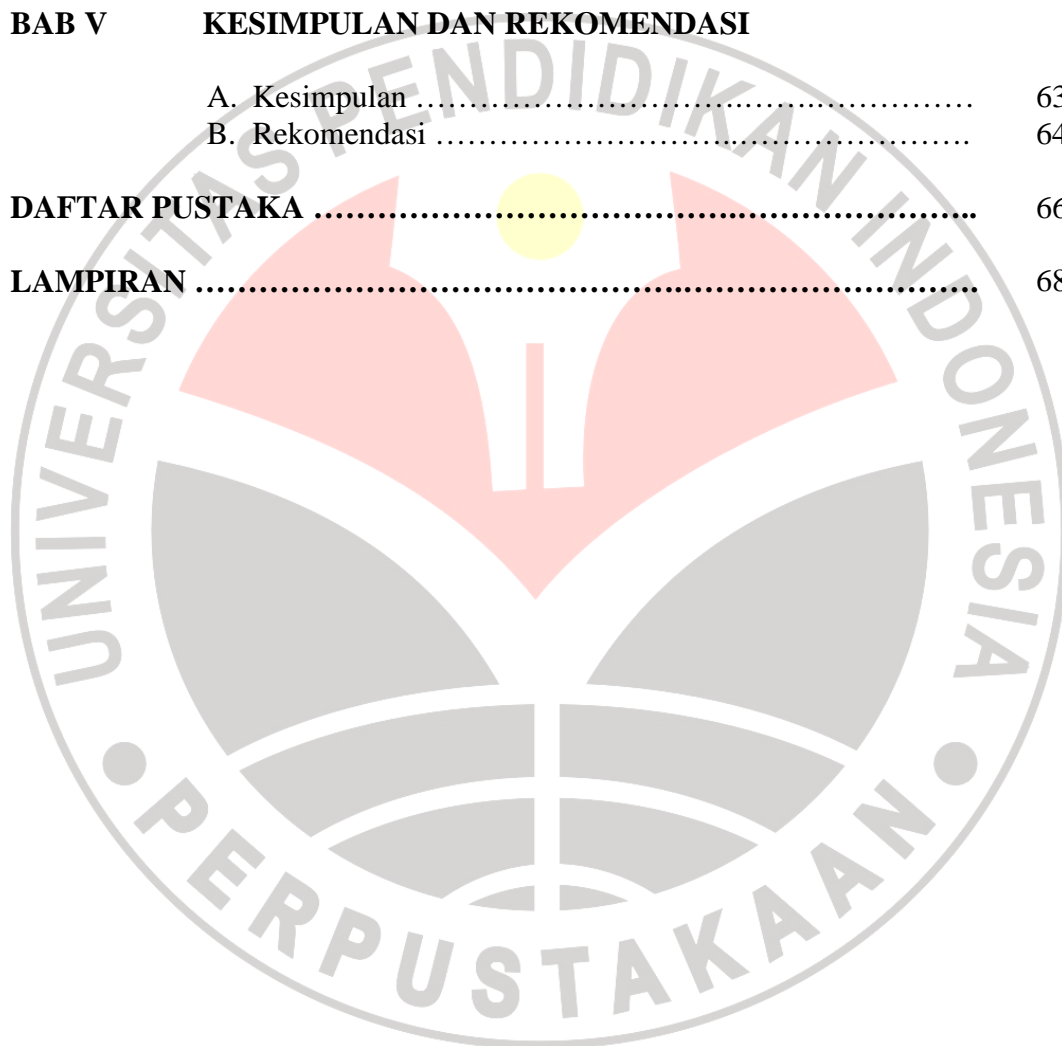 BAB V KESIMPULAN DAN REKOMENDASI
A. Kesimpulan ……………………….…….……………… 63
B. Rekomendasi ………………………..…………………. 64
DAFTAR PUSTAKA ………………………………….………………….. 66
LAMPIRAN ……………………………………….………………………. 68
UNIVERSITAS PENDIDIKAN INDONESIA
PERPUSTAKAAN